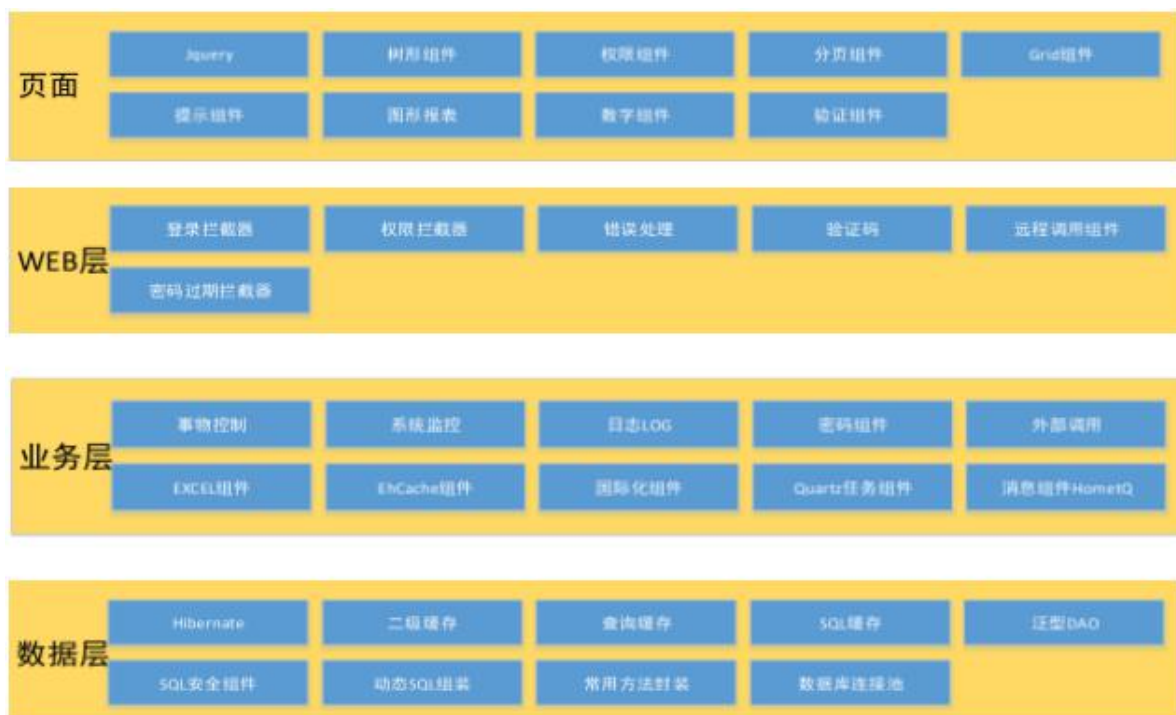 页面
Jquery 树形组件 权限组件 分页组件 Grid组件
提示组件 图形报表 数字组件 验证组件
WEB层
登录拦截器 权限拦截器 错误处理 验证码 远程调用组件
密码过期拦截器
业务层
事物控制 系统监控 日志LOG 密码组件 外部调用
EXCEL组件 EhCache组件 国际化组件 Quartz任务组件 消息组件HometQ
数据层
Hibernate 二级缓存 查询缓存 SQL缓存 泛型DAO
SQL安全组件 动态SQL组装 常用方法封装 数据库连接池